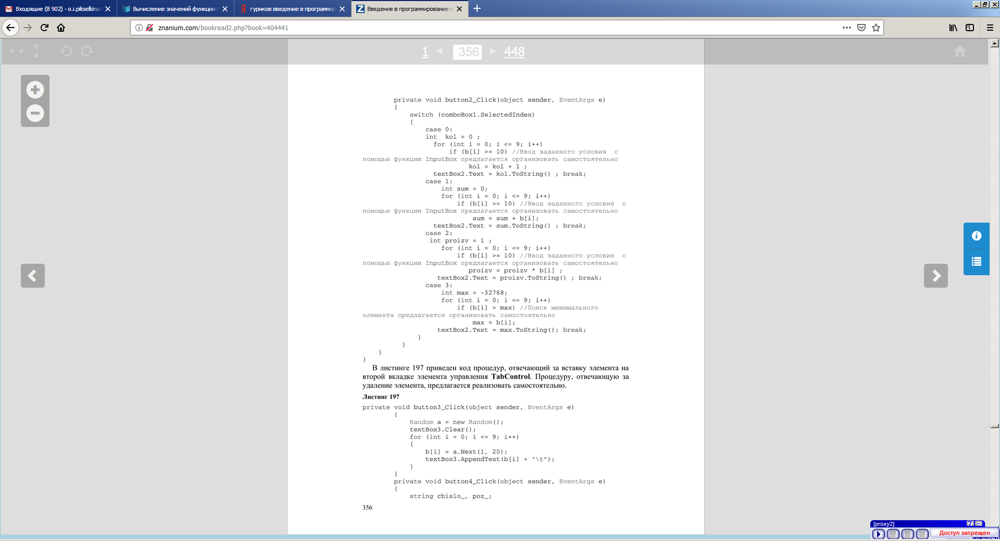 Входящие (8 902) - o.i.pikselkina
Вычисление значений функции
гуриков введение в программир
Введение в программирование
znanium.com/bookread2.php?book=404441
1 356 448
private void button2_Click(object sender, EventArgs e)
{
switch (comboBox1.SelectedIndex)
{
case 0:
int kol = 0 ;
for (int i = 0; i <= 9; i++)
if (b[i] >= 10) //Ввод заданного условия с
помощью функции InputBox предлагается организовать самостоятельно
kol = kol + 1 ;
textBox2.Text = kol.ToString() ; break;
case 1:
int sum = 0;
for (int i = 0; i <= 9; i++)
if (b[i] >= 10) //Ввод заданного условия с
помощью функции InputBox предлагается организовать самостоятельно
sum = sum + b[i];
textBox2.Text = sum.ToString() ; break;
case 2:
int proizv = 1 ;
for (int i = 0; i <= 9; i++)
if (b[i] >= 10) //Ввод заданного условия с
помощью функции InputBox предлагается организовать самостоятельно
proizv = proizv * b[i] ;
textBox2.Text = proizv.ToString() ; break;
case 3:
int max = -32768;
for (int i = 0; i <= 9; i++)
if (b[i] > max) //Поиск минимального
элемента предлагается организовать самостоятельно
max = b[i];
textBox2.Text = max.ToString(); break;
}
}
}
}
В листинге 197 приведен код процедур, отвечающий за вставку элемента на
второй вкладке элемента управления TabControl. Процедуру, отвечающую за
удаление элемента, предлагается реализовать самостоятельно.
Листинг 197
private void button3_Click(object sender, EventArgs e)
{
Random a = new Random();
textBox3.Clear();
for (int i = 0; i <= 9; i++)
{
b[i] = a.Next(1, 20);
textBox3.AppendText(b[i] + "\t");
}
}
private void button4_Click(object sender, EventArgs e)
{
string chislo_, poz_;
356
[proxy2]
Доступ запрещен